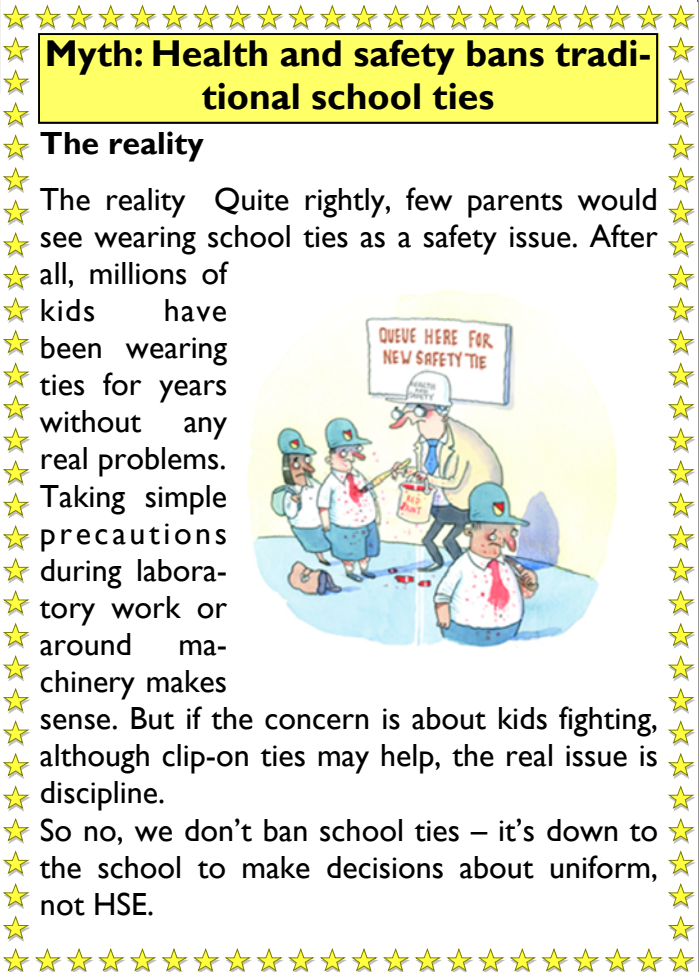 Myth: Health and safety bans tradi-
tional school ties
The reality
The reality Quite rightly, few parents would
see wearing school ties as a safety issue. After
all, millions of
kids have
been wearing
ties for years
without any
real problems.
Taking simple
precautions
during labora-
tory work or
around ma-
chinery makes
QUEUE HERE FOR
NEW SAFETY TIE
HEALTH
AND
SAFETY
RED
PAINT
sense. But if the concern is about kids fighting,
although clip-on ties may help, the real issue is
discipline.
So no, we don’t ban school ties – it’s down to
the school to make decisions about uniform,
not HSE.